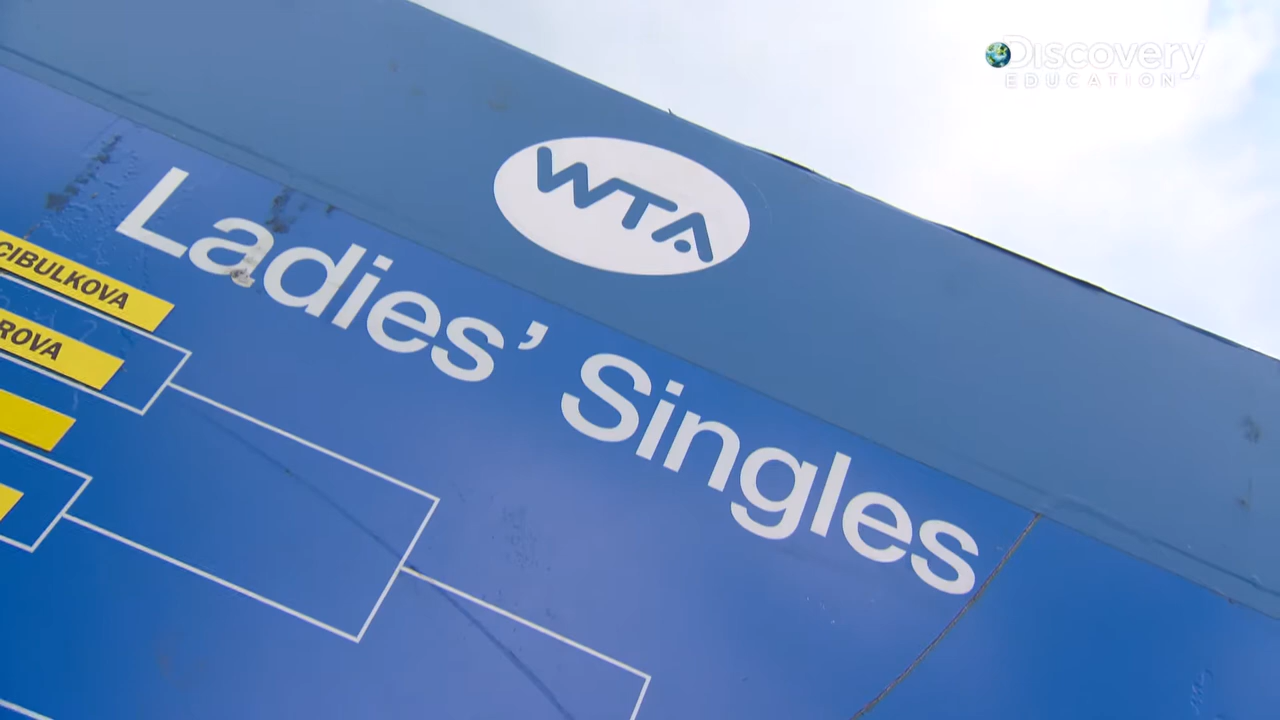 Discovery
EDUCATION
WTA
Ladies' Singles
CIBULKOVA
ROVA